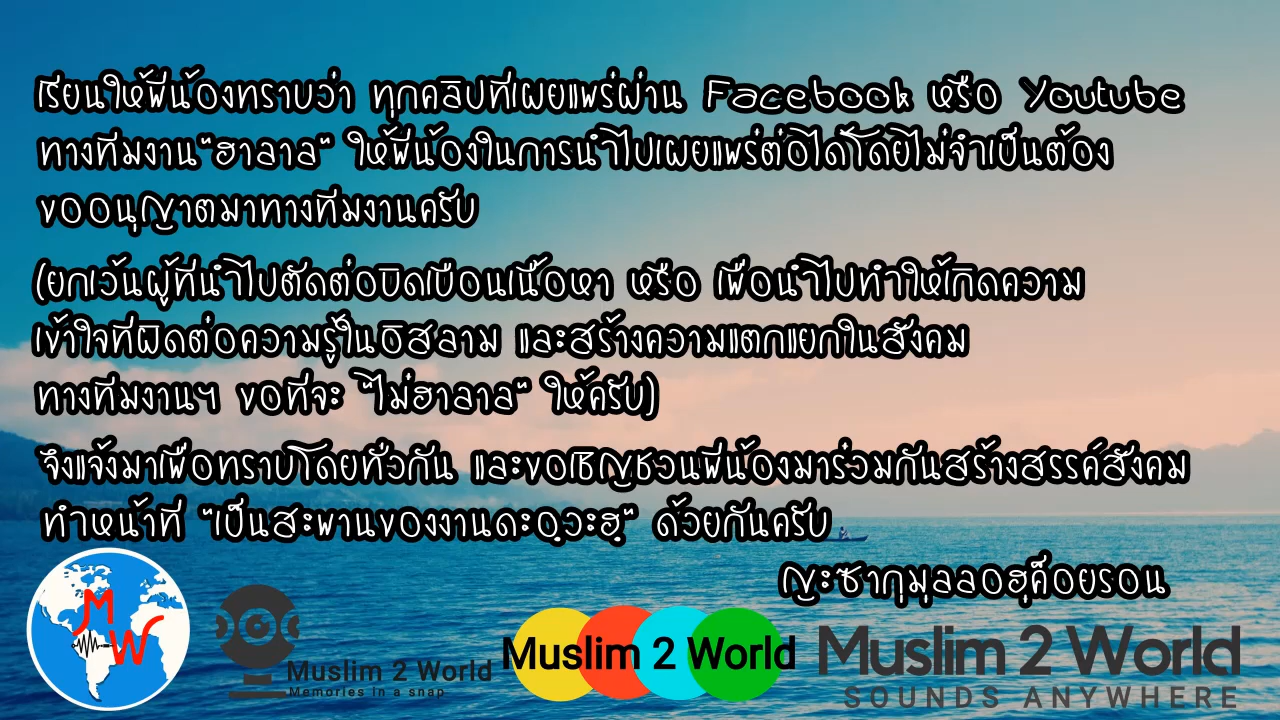 เรียนให้พี่น้องทราบว่า ทุกคลิปที่เผยแพร่ผ่าน Facebook หรือ Youtube
ทางทีมงาน"ฮาลาล" ให้พี่น้องในการนำไปเผยแพร่ต่อได้โดยไม่จำเป็นต้อง
ขออนุญาตมาทางทีมงานครับ
(ยกเว้นผู้ที่นำไปตัดต่อบิดเบือนเนื้อหา หรือ เพื่อนำไปทำให้เกิดความ
เข้าใจที่ผิดต่อความรู้ในอิสลาม และสร้างความแตกแยกในสังคม
ทางทีมงานฯ ขอที่จะ "ไม่ฮาลาล" ให้ครับ)
จึงแจ้งมาเพื่อทราบโดยทั่วกัน และขอเชิญชวนพี่น้องมาร่วมกันสร้างสรรค์สังคม
ทำหน้าที่ "เป็นสะพานของงานดะอฺวะฮฺ" ด้วยกันครับ
ญะซากุมุลลอฮุค็อยรอน
MW
Muslim 2 World
Memories in a snap
Muslim 2 World
Muslim 2 World
SOUNDS ANYWHERE